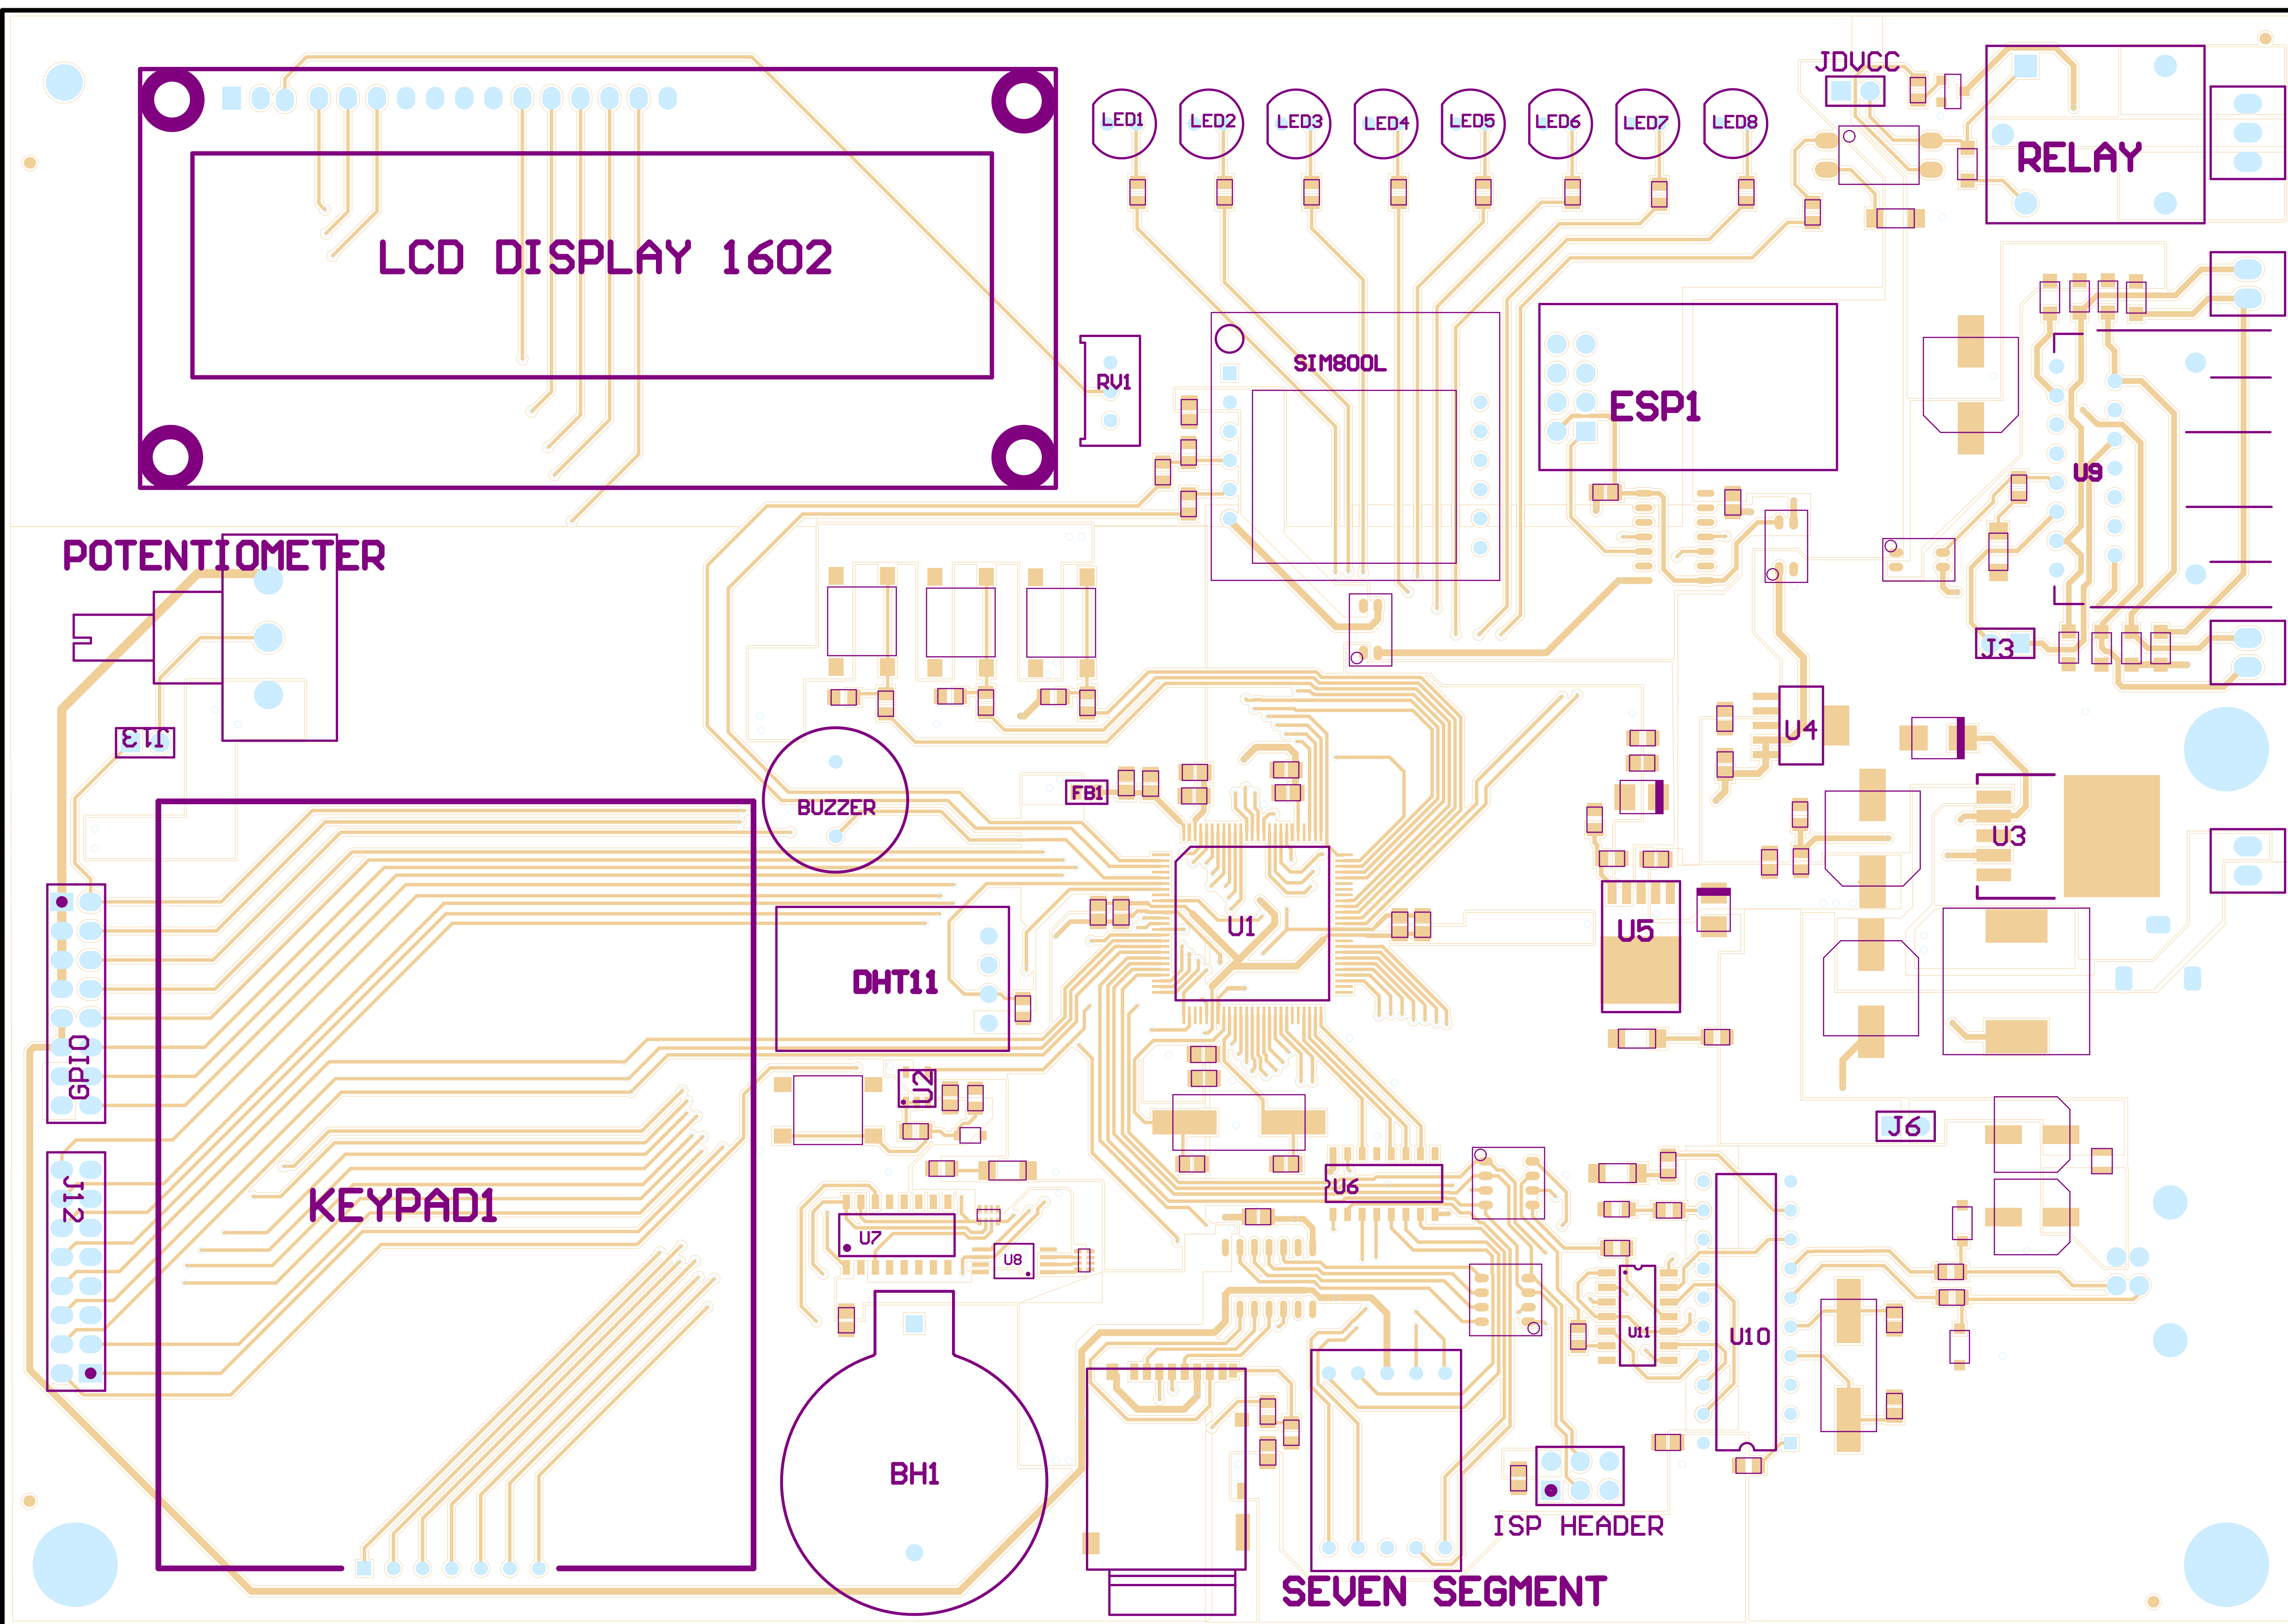 JDVCC
LED1
LED2
LED3
LED4
LED5
LED6
LED7
LED8
RELAY
LCD DISPLAY 1602
SIM800L
RV1
ESP1
U9
POTENTIOMETER
J3
J13
U4
BUZZER
FB1
U3
U1
U5
DHT11
GPIO
U2
J6
J12
KEYPAD1
U6
U7
U8
U11
U10
BH1
ISP HEADER
SEVEN SEGMENT